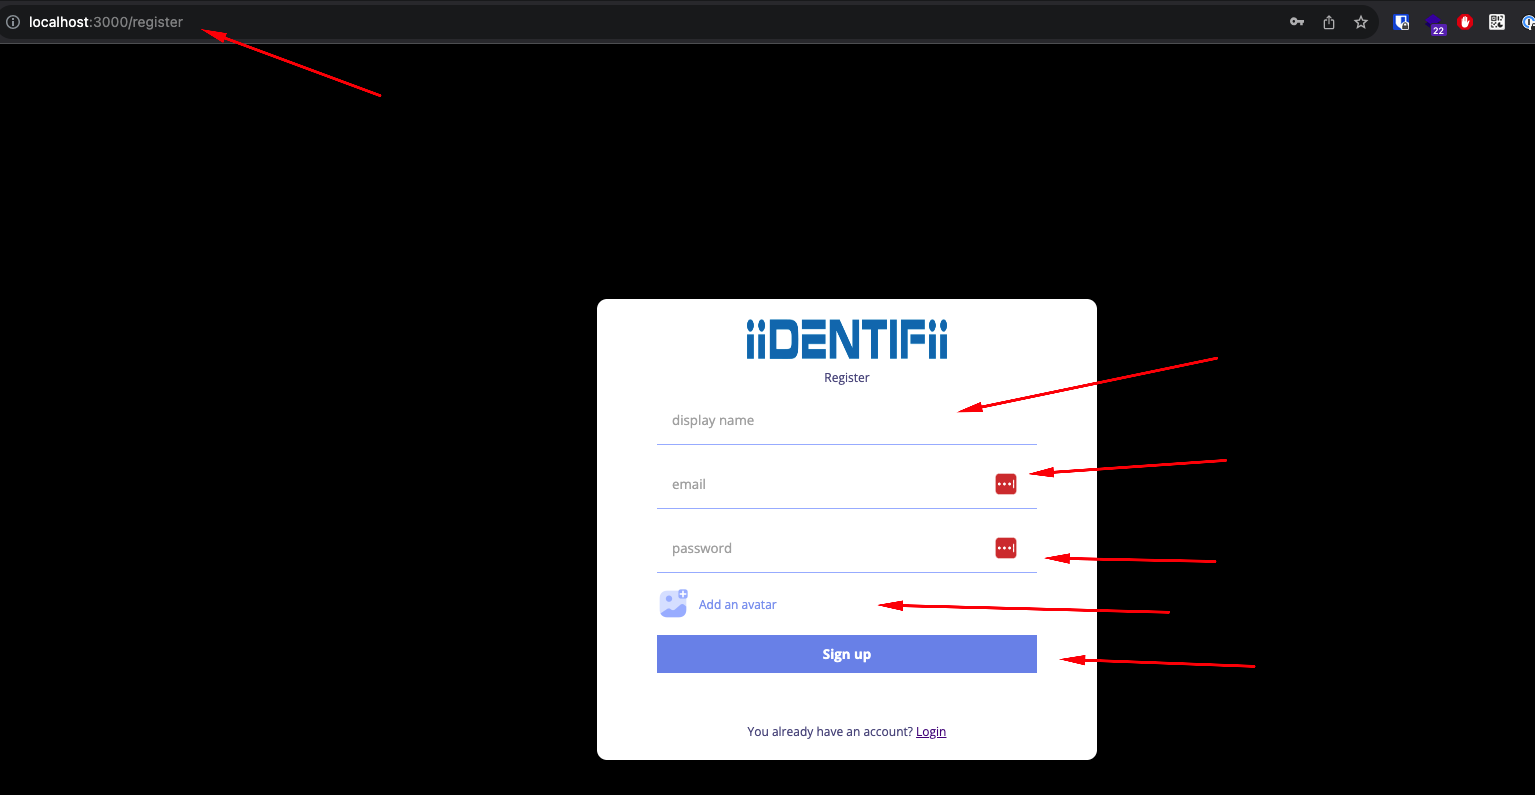 localhost:3000/register
22
iiDENTIFii
Register
display name
email
password
Add an avatar
Sign up
You already have an account? Login